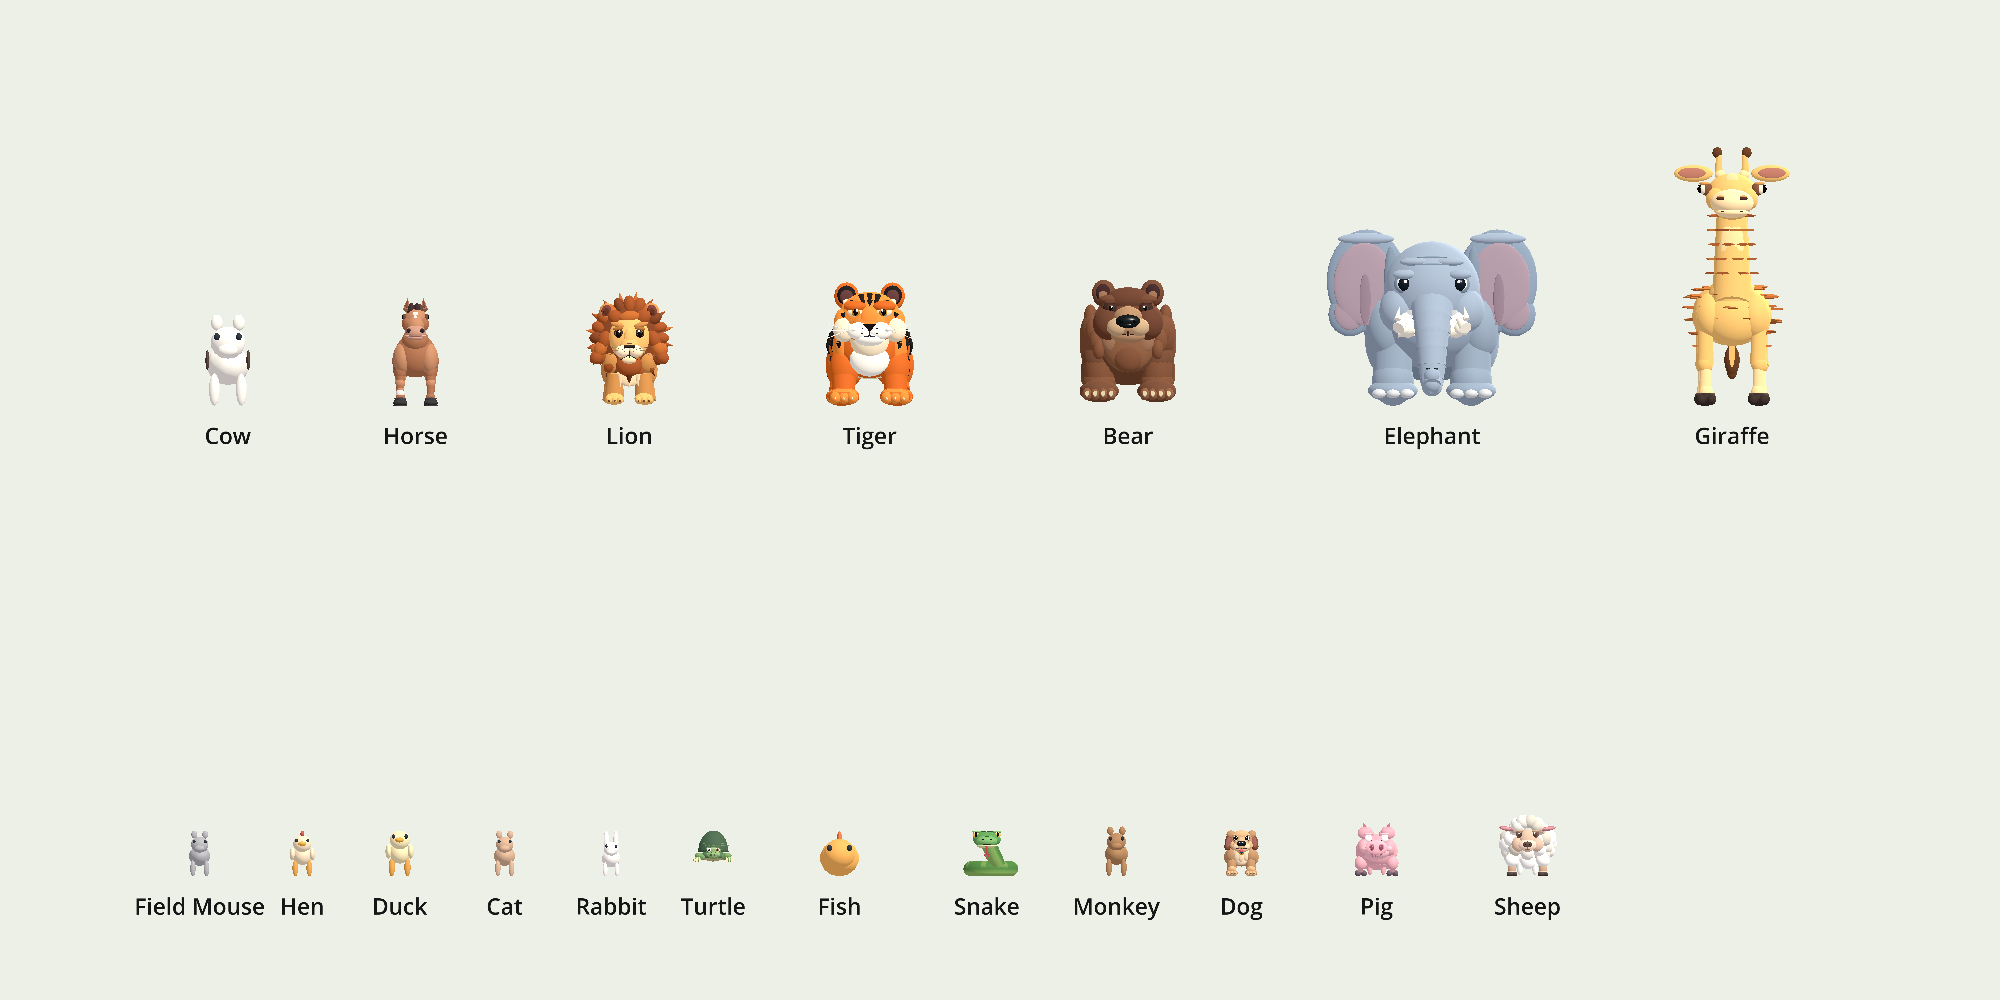 Cow
Horse
Lion
Tiger
Bear
Elephant
Giraffe
Field Mouse
Hen
Duck
Cat
Rabbit
Turtle
Fish
Snake
Monkey
Dog
Pig
Sheep